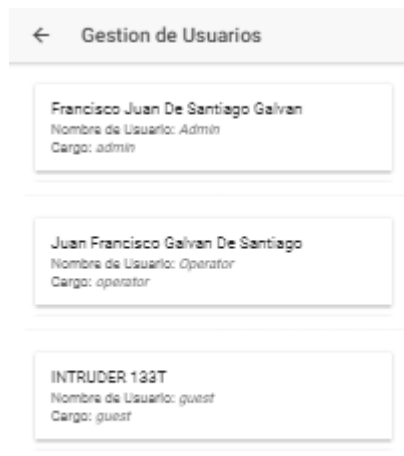 Gestion de Usuarios
Francisco Juan De Santiago Galvan
Nombre de Usuario: Admin
Cargo: admin
Juan Francisco Galvan De Santiago
Nombre de Usuario: Operator
Cargo: operator
INTRUDER 133T
Nombre de Usuario: guest
Cargo: guest